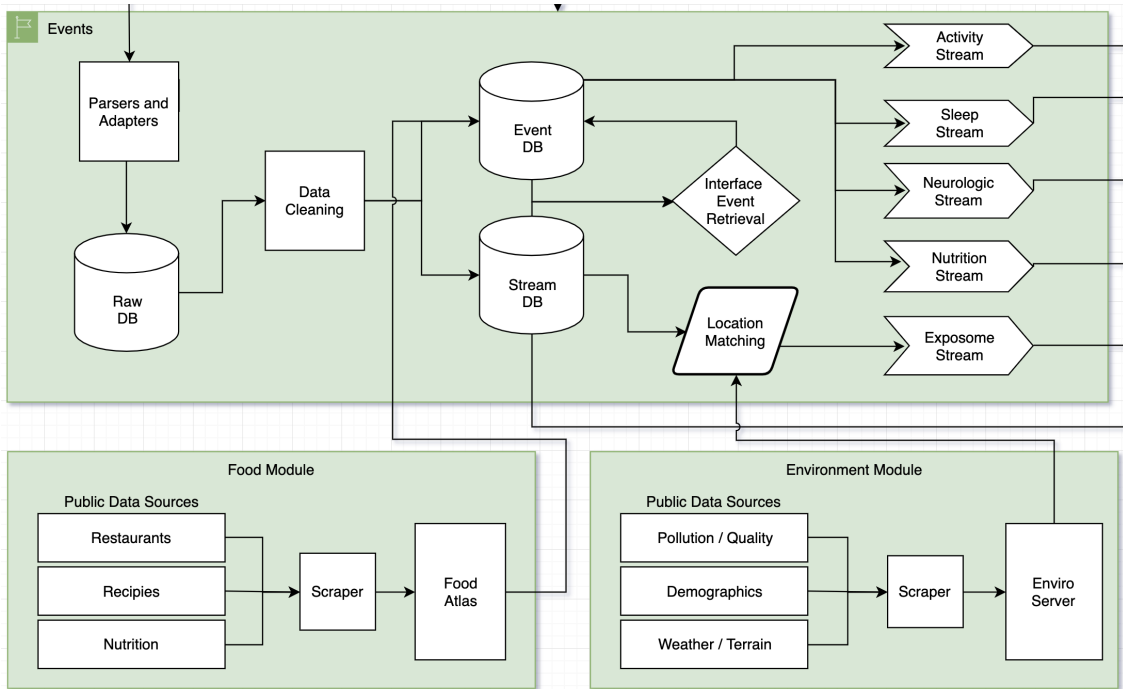 Events
Parsers and
Adapters
Raw
DB
Data
Cleaning
Event
DB
Stream
DB
Interface
Event
Retrieval
Location
Matching
Activity
Stream
Sleep
Stream
Neurologic
Stream
Nutrition
Stream
Exposome
Stream
Food Module
Public Data Sources
Restaurants
Recipies
Nutrition
Scraper
Food
Atlas
Environment Module
Public Data Sources
Pollution / Quality
Demographics
Weather / Terrain
Scraper
Enviro
Server